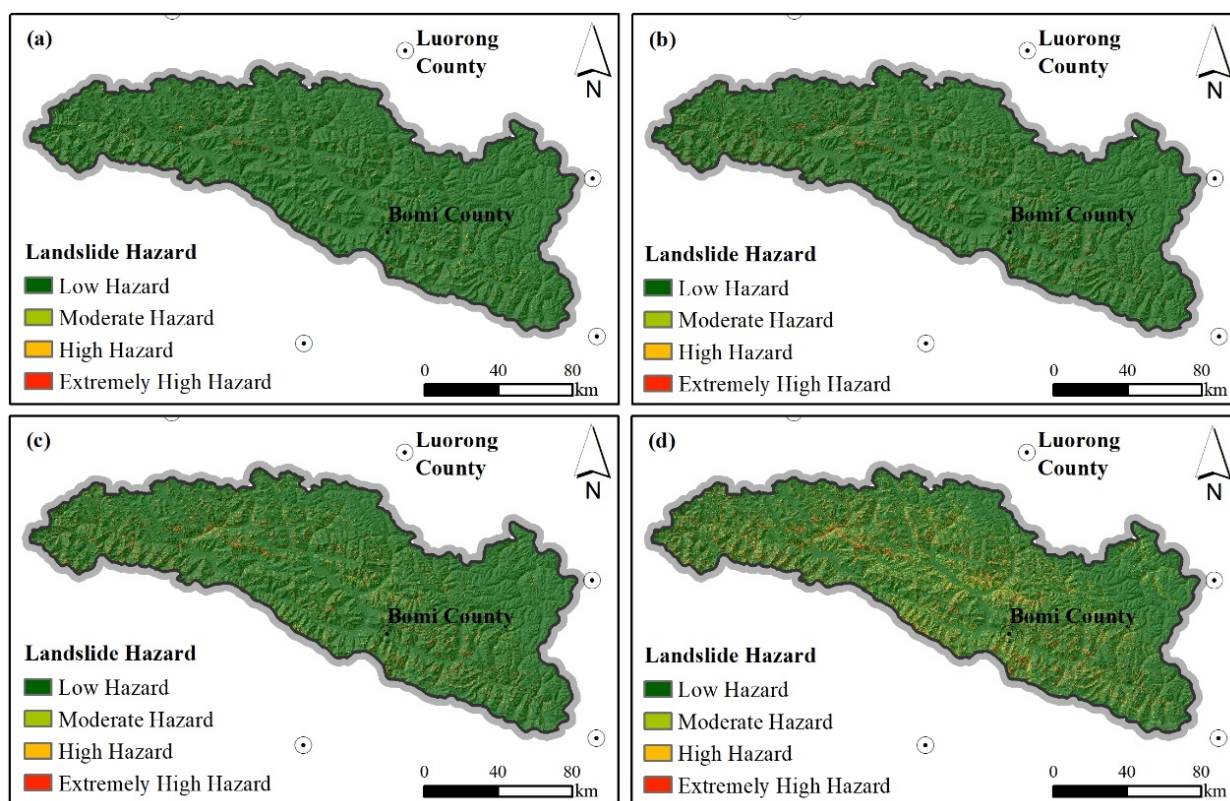 (a)
Luorong
County
N
Bomi County
Landslide Hazard
Low Hazard
Moderate Hazard
High Hazard
Extremely High Hazard
0 40 80
km
(b)
Luorong
County
N
Bomi County
Landslide Hazard
Low Hazard
Moderate Hazard
High Hazard
Extremely High Hazard
0 40 80
km
(c)
Luorong
County
N
Bomi County
Landslide Hazard
Low Hazard
Moderate Hazard
High Hazard
Extremely High Hazard
0 40 80
km
(d)
Luorong
County
N
Bomi County
Landslide Hazard
Low Hazard
Moderate Hazard
High Hazard
Extremely High Hazard
0 40 80
km